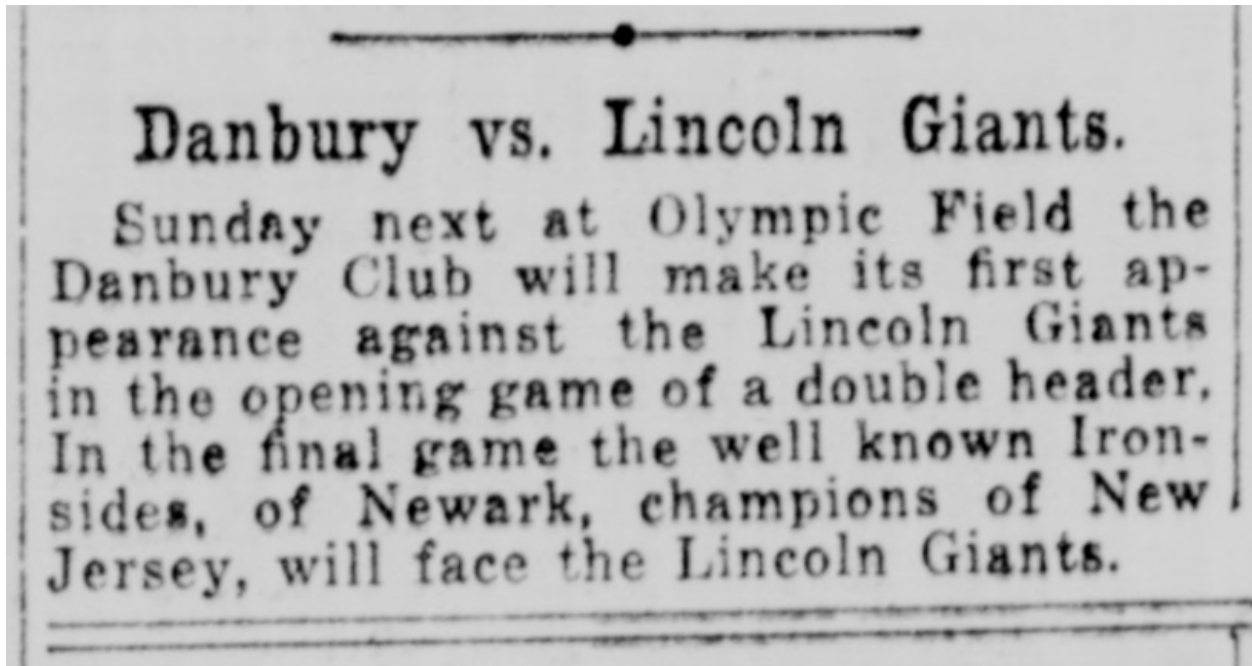 Danbury vs. Lincoln Giants.
Sunday next at Olympic Field the
Danbury Club will make its first ap-
pearance against the Lincoln Giants
in the opening game of a double header.
In the final game the well known Iron-
sides, of Newark, champions of New
Jersey, will face the Lincoln Giants.